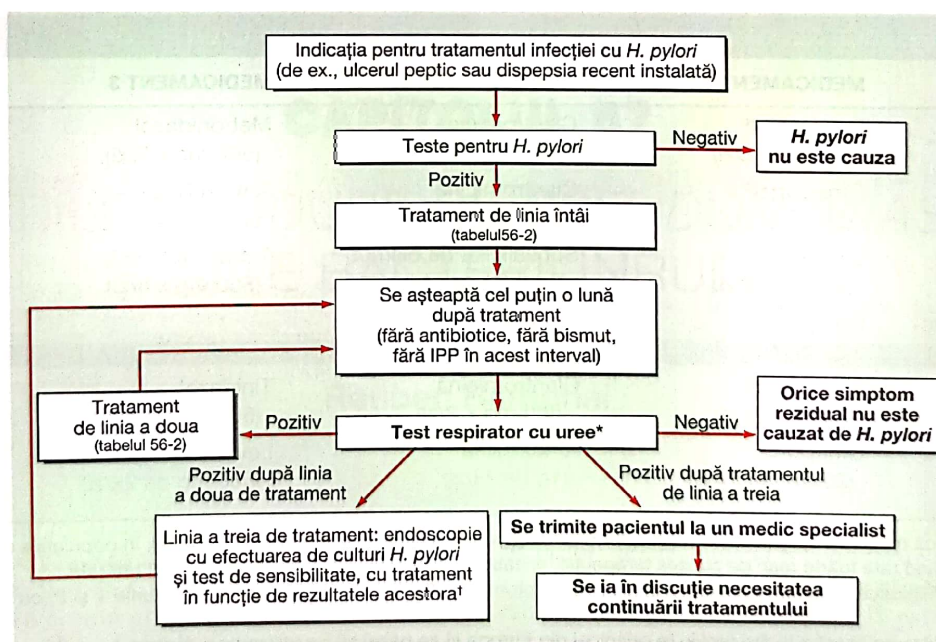 MEDICAMENT 3
Indicația pentru tratamentul infecției cu H. pylori
(de ex., ulcerul peptic sau dispepsia recent instalată)
Teste pentru H. pylori
Negativ
H. pylori
nu este cauza
Pozitiv
Tratament de linia întâi
(tabelul56-2)
Se așteaptă cel puțin o lună
după tratament
(fără antibiotice, fără bismut,
fără IPP în acest interval)
Tratament
de linia a doua
(tabelul 56-2)
Pozitiv
Test respirator cu uree*
Negativ
Orice simptom
rezidual nu este
cauzat de H. pylori
Pozitiv după linia
a doua de tratament
Pozitiv după tratamentul
de linia a treia
Linia a treia de tratament: endoscopie
cu efectuarea de culturi H. pylori
și test de sensibilitate, cu tratament
în funcție de rezultatele acestora†
Se trimite pacientul la un medic specialist
Se ia în discuție necesitatea
continuării tratamentului